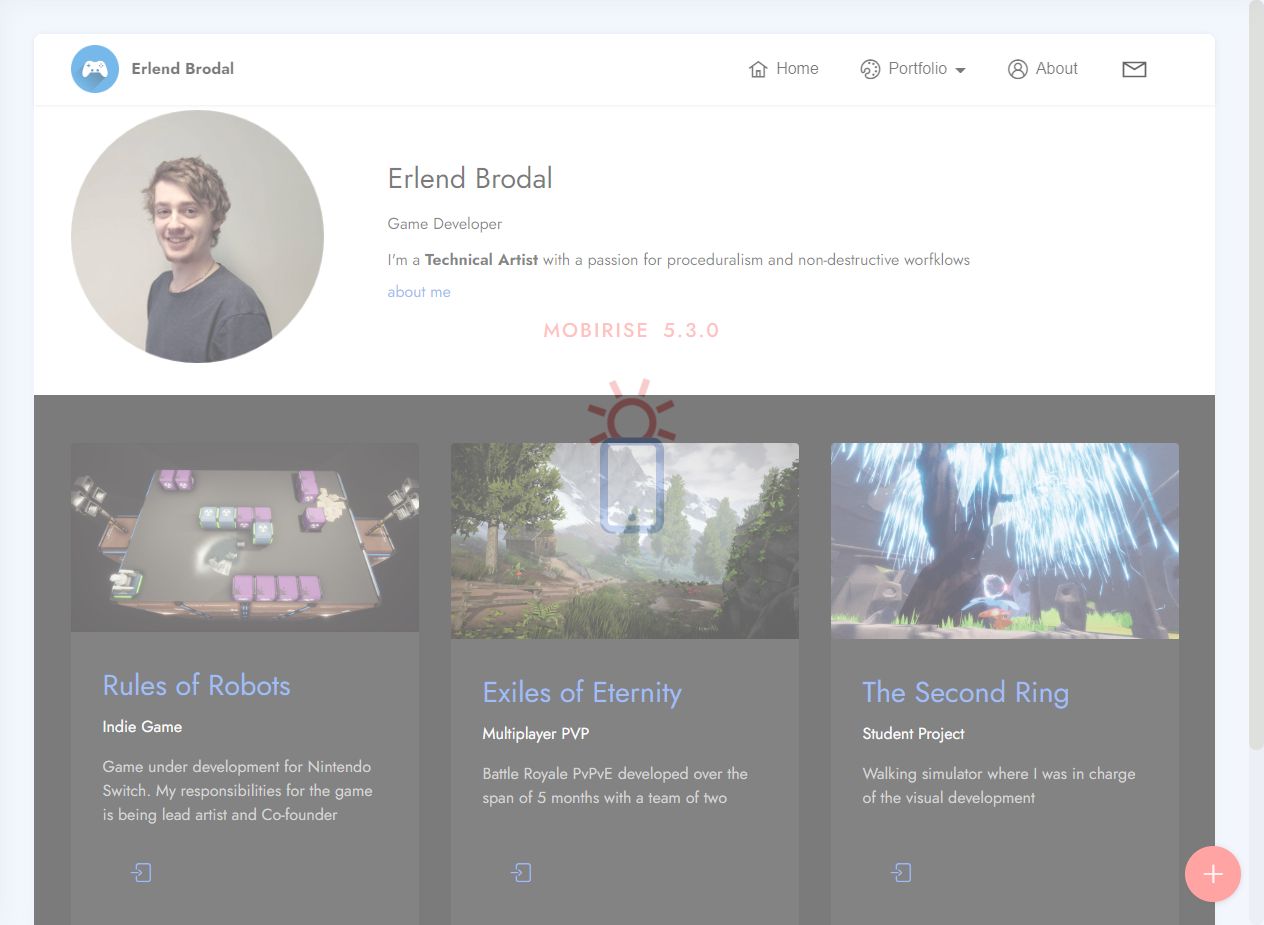 Erlend Brodal
Home
Portfolio
About
Erlend Brodal
Game Developer
I'm a Technical Artist with a passion for proceduralism and non-destructive worfklows
about me
MOBIRISE 5.3.0
Rules of Robots
Indie Game
Game under development for Nintendo
Switch. My responsibilities for the game
is being lead artist and Co-founder
Exiles of Eternity
Multiplayer PVP
Battle Royale PvPvE developed over the
span of 5 months with a team of two
The Second Ring
Student Project
Walking simulator where I was in charge
of the visual development